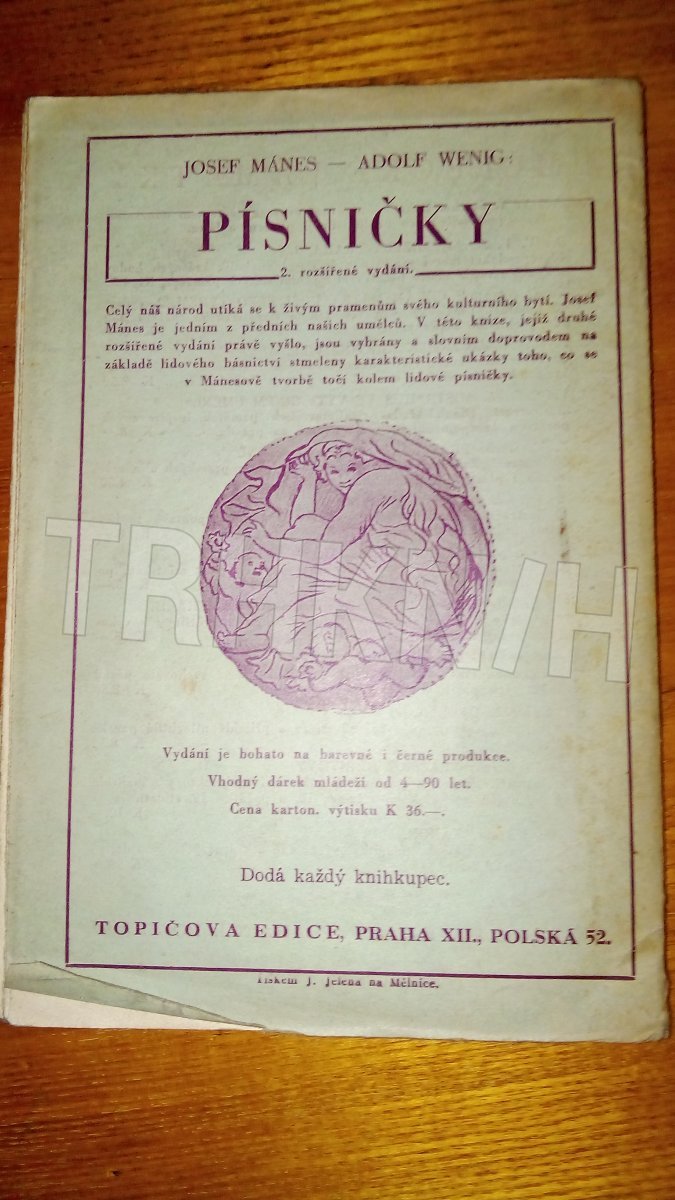 JOSEF MÁNES — ADOLF WENIG:
PÍSNIČKY
2. rozšířené vydání.
Celý náš národ utíká se k živým pramenům svého kulturního bytí. Josef
Mánes je jedním z předních našich umělců. V této knize, jejíž druhé
rozšířené vydání právě vyšlo, jsou vybrány a slovním doprovodem na
základě lidového básnictví stmeleny karakteristické ukázky toho, co se
v Mánesově tvorbě točí kolem lidové písničky.
TRHKNIH
Vydání je bohato na barevné i černé produkce.
Vhodný dárek mládeži od 4—90 let.
Cena karton. výtisku K 36.—.
Dodá každý knihkupec.
TOPIČOVA EDICE, PRAHA XII., POLSKÁ 52.
Tiskem J. Jelena na Mělnice.